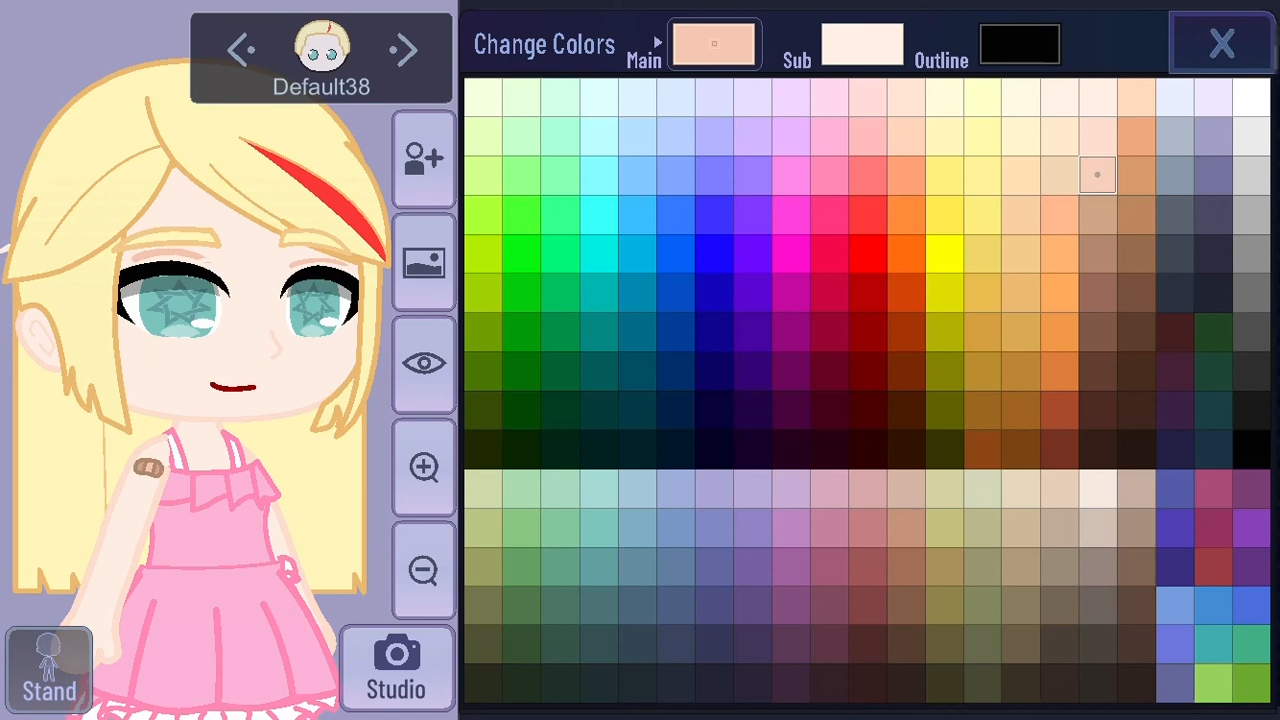 Default38
Change Colors
Main
Sub
Outline
X
Stand
Studio